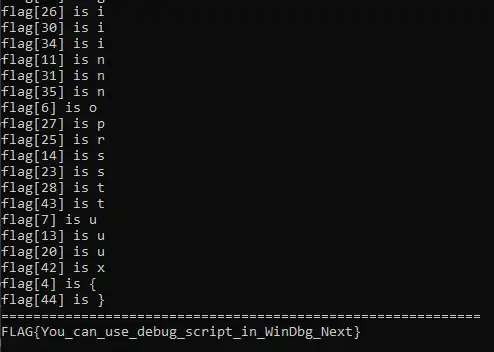 flag[26] is i
flag[30] is i
flag[34] is i
flag[11] is n
flag[31] is n
flag[35] is n
flag[6] is o
flag[27] is p
flag[25] is r
flag[14] is s
flag[23] is s
flag[28] is t
flag[43] is t
flag[7] is u
flag[13] is u
flag[20] is u
flag[42] is x
flag[4] is {
flag[44] is }
============================================================
FLAG{You_can_use_debug_script_in_WinDbg_Next}